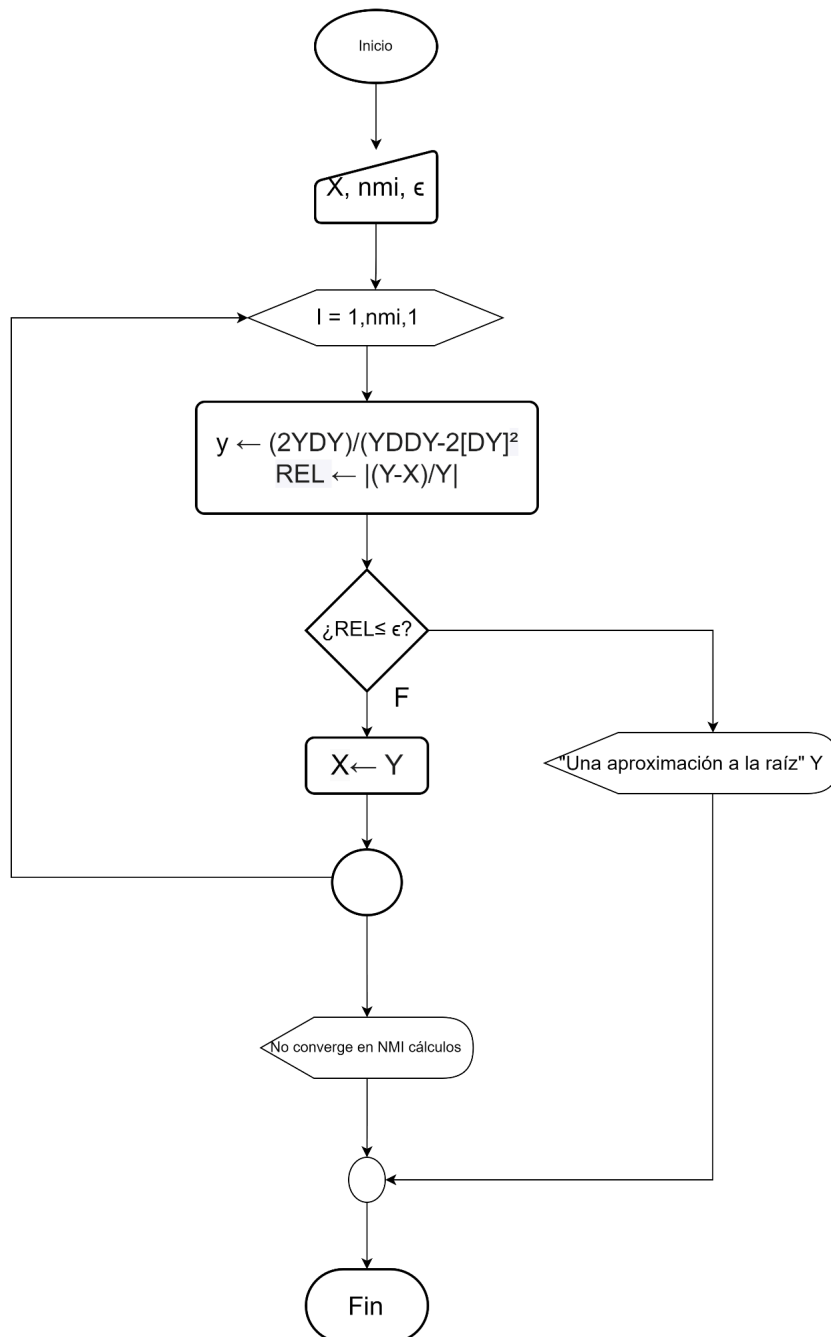 Inicio
X, nmi, ϵ
I = 1,nmi,1
y ← (2YDY)/(YDDY-2[DY]²
REL ← |(Y-X)/Y|
¿REL≤ ϵ?
F
X← Y
"Una aproximación a la raíz" Y
No converge en NMI cálculos
Fin